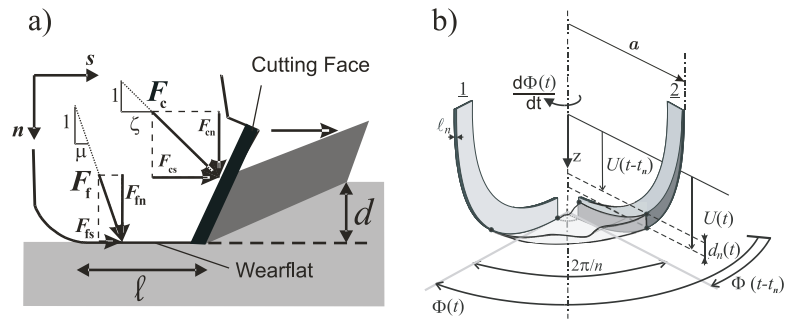 a)
s
n
1
ζ
F_c
F_cn
F_cs
Cutting Face
1
μ
F_f
F_fn
F_fs
d
ℓ
Wearflat
b)
a
1
2
dΦ(t)
dt
ℓ_n
z
U(t-t_n)
U(t)
d_n(t)
2π/n
Φ(t)
Φ (t-t_n)